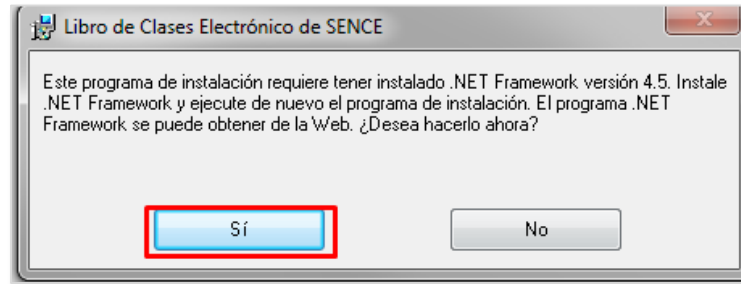 Libro de Clases Electrónico de SENCE
Este programa de instalación requiere tener instalado .NET Framework versión 4.5. Instale
.NET Framework y ejecute de nuevo el programa de instalación. El programa .NET
Framework se puede obtener de la Web. ¿Desea hacerlo ahora?
Sí
No